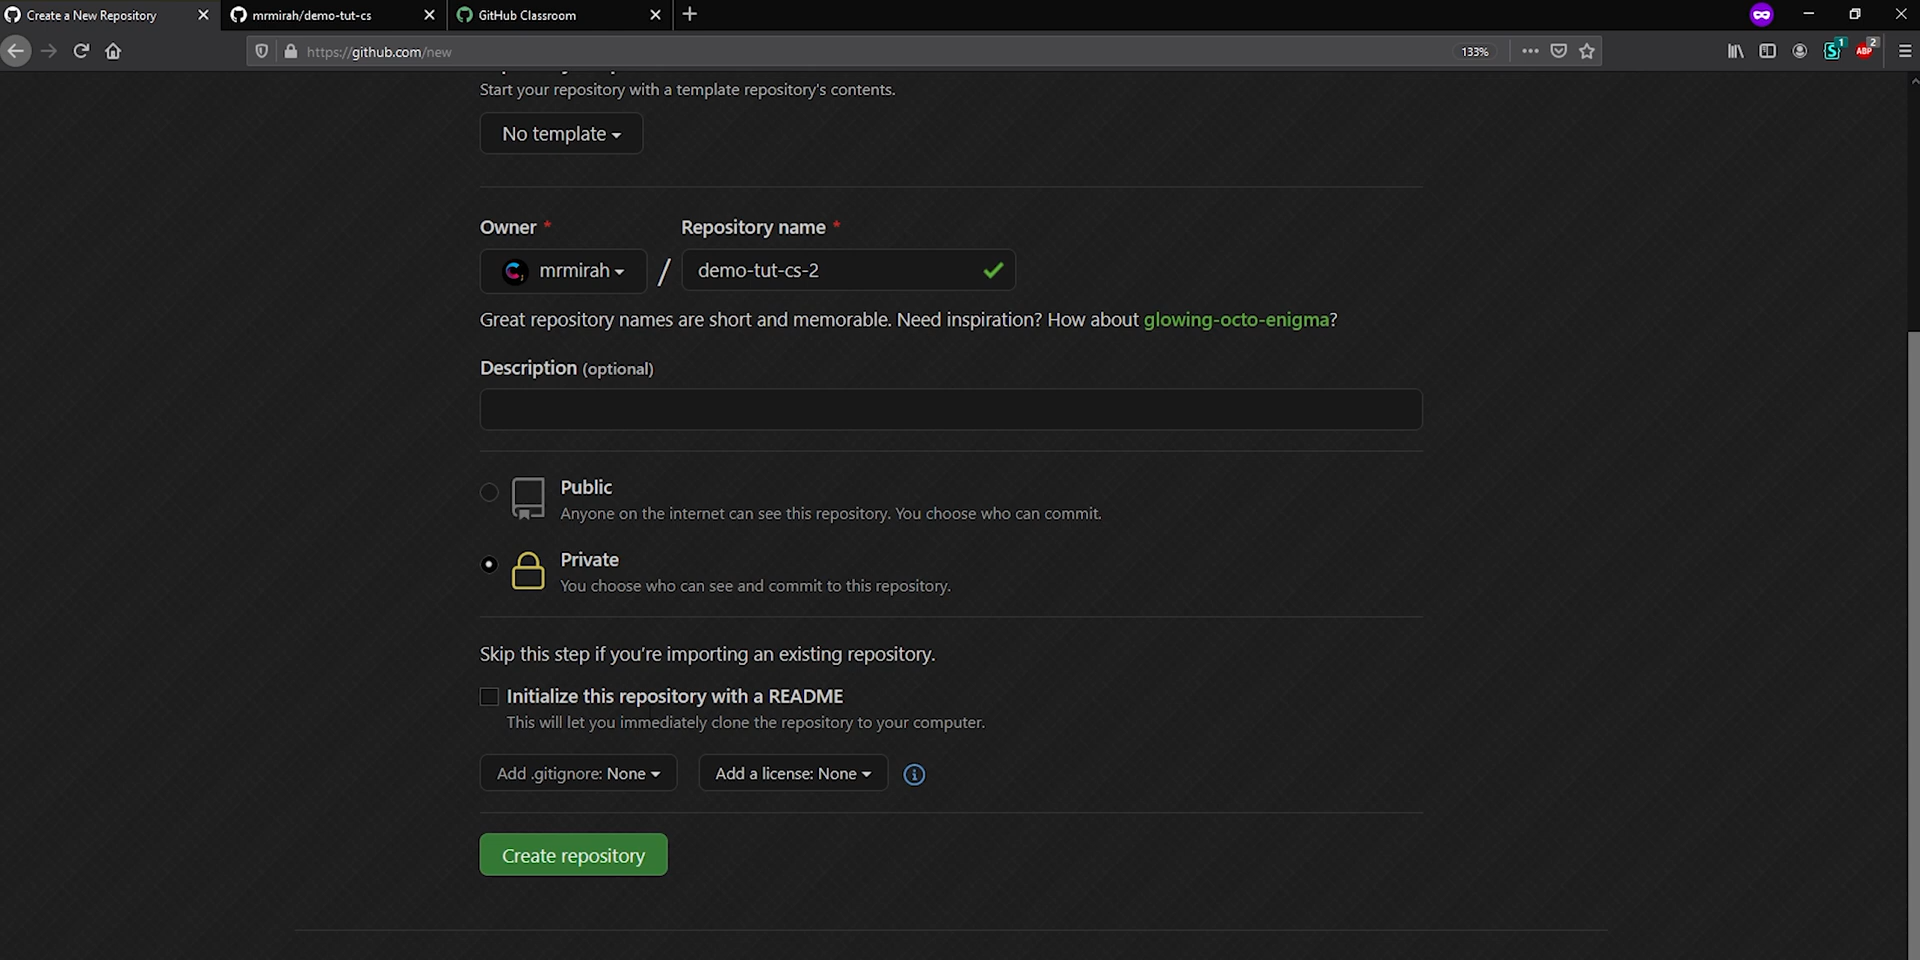 Create a New Repository
mrmirah/demo-tut-cs
GitHub Classroom
https://github.com/new
133%
1
ABP
2
Start your repository with a template repository's contents.
No template
Owner *
Repository name *
mrmirah
/
demo-tut-cs-2
Great repository names are short and memorable. Need inspiration? How about glowing-octo-enigma?
Description (optional)
Public
Anyone on the internet can see this repository. You choose who can commit.
Private
You choose who can see and commit to this repository.
Skip this step if you're importing an existing repository.
Initialize this repository with a README
This will let you immediately clone the repository to your computer.
Add .gitignore: None
Add a license: None
Create repository